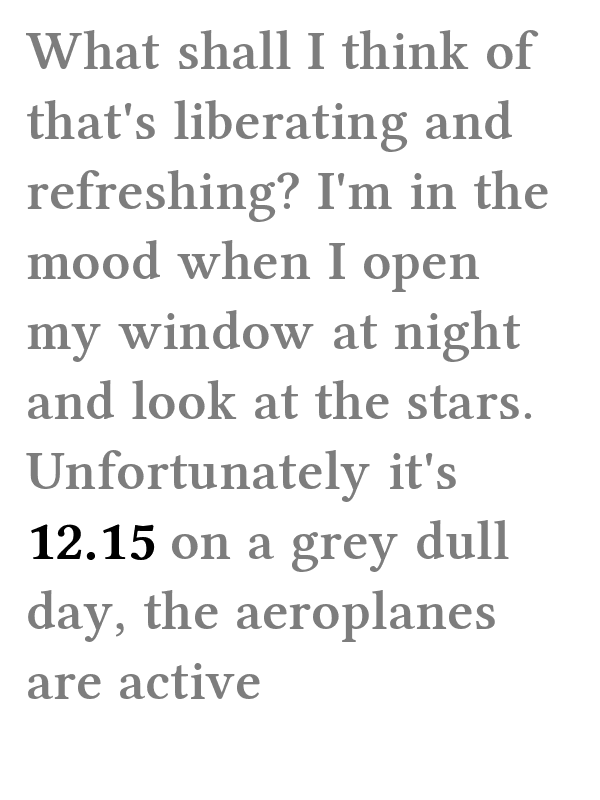 What shall I think of
that's liberating and
refreshing? I'm in the
mood when I open
my window at night
and look at the stars.
Unfortunately it's
12.15 on a grey dull
day, the aeroplanes
are active